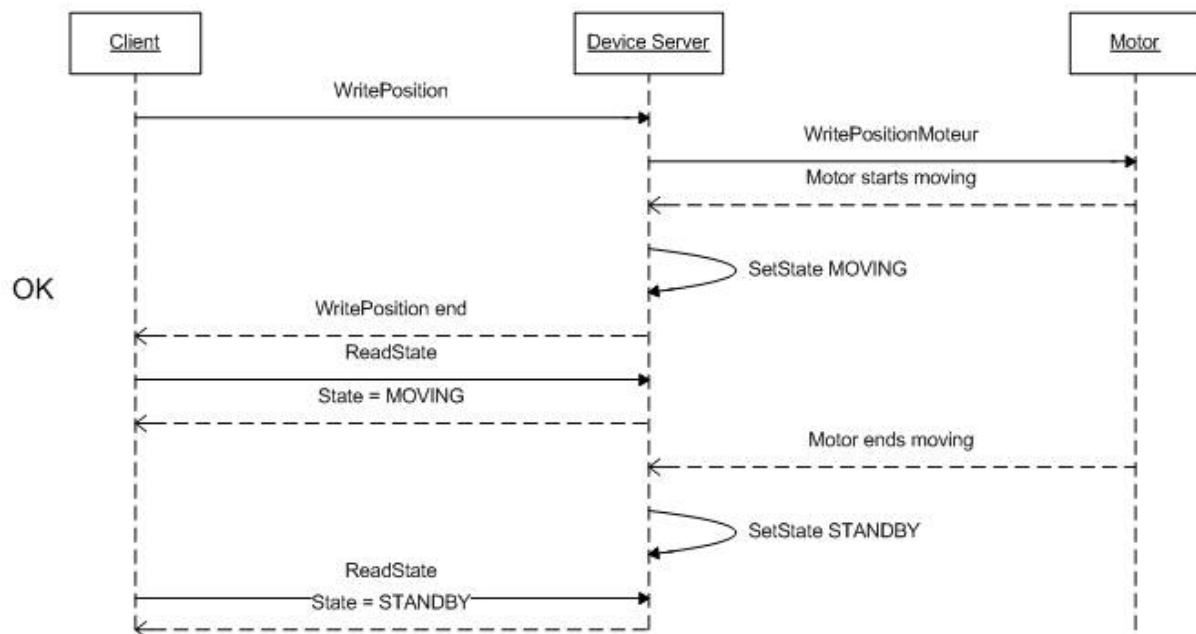 Client
Device Server
Motor
WritePosition
WritePositionMoteur
Motor starts moving
SetState MOVING
OK
WritePosition end
ReadState
State = MOVING
Motor ends moving
SetState STANDBY
ReadState
State = STANDBY